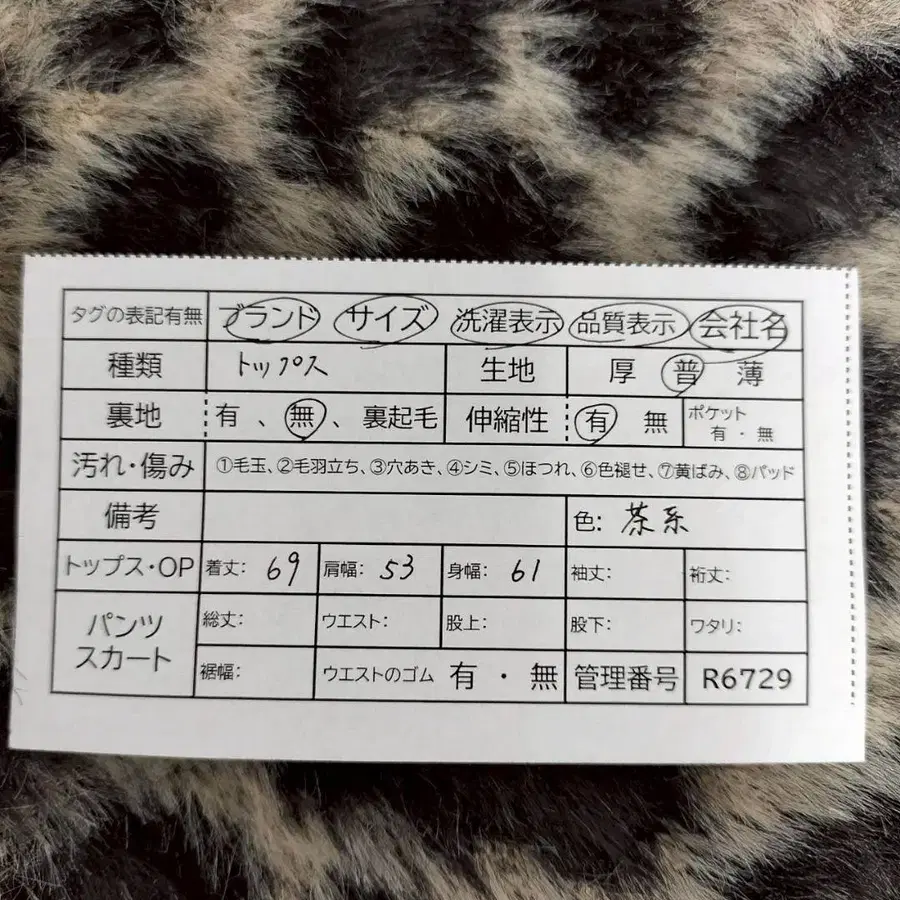 タグの表記有無 ブランド サイズ 洗濯表示 品質表示 会社名
種類 トップス 生地 厚 普 薄
裏地 有 、無、裏起毛 伸縮性 有 無 ポケット 有・無
汚れ・傷み ①毛玉、②毛羽立ち、③穴あき、④シミ、⑤ほつれ、⑥色褪せ、⑦黄ばみ、⑧パッド
備考 色: 茶系
トップス・OP 着丈: 69 肩幅: 53 身幅: 61 袖丈: 裄丈:
パンツ スカート 総丈: ウエスト: 股上: 股下: ワタリ:
裾幅: ウエストのゴム 有 ・ 無 管理番号 R6729